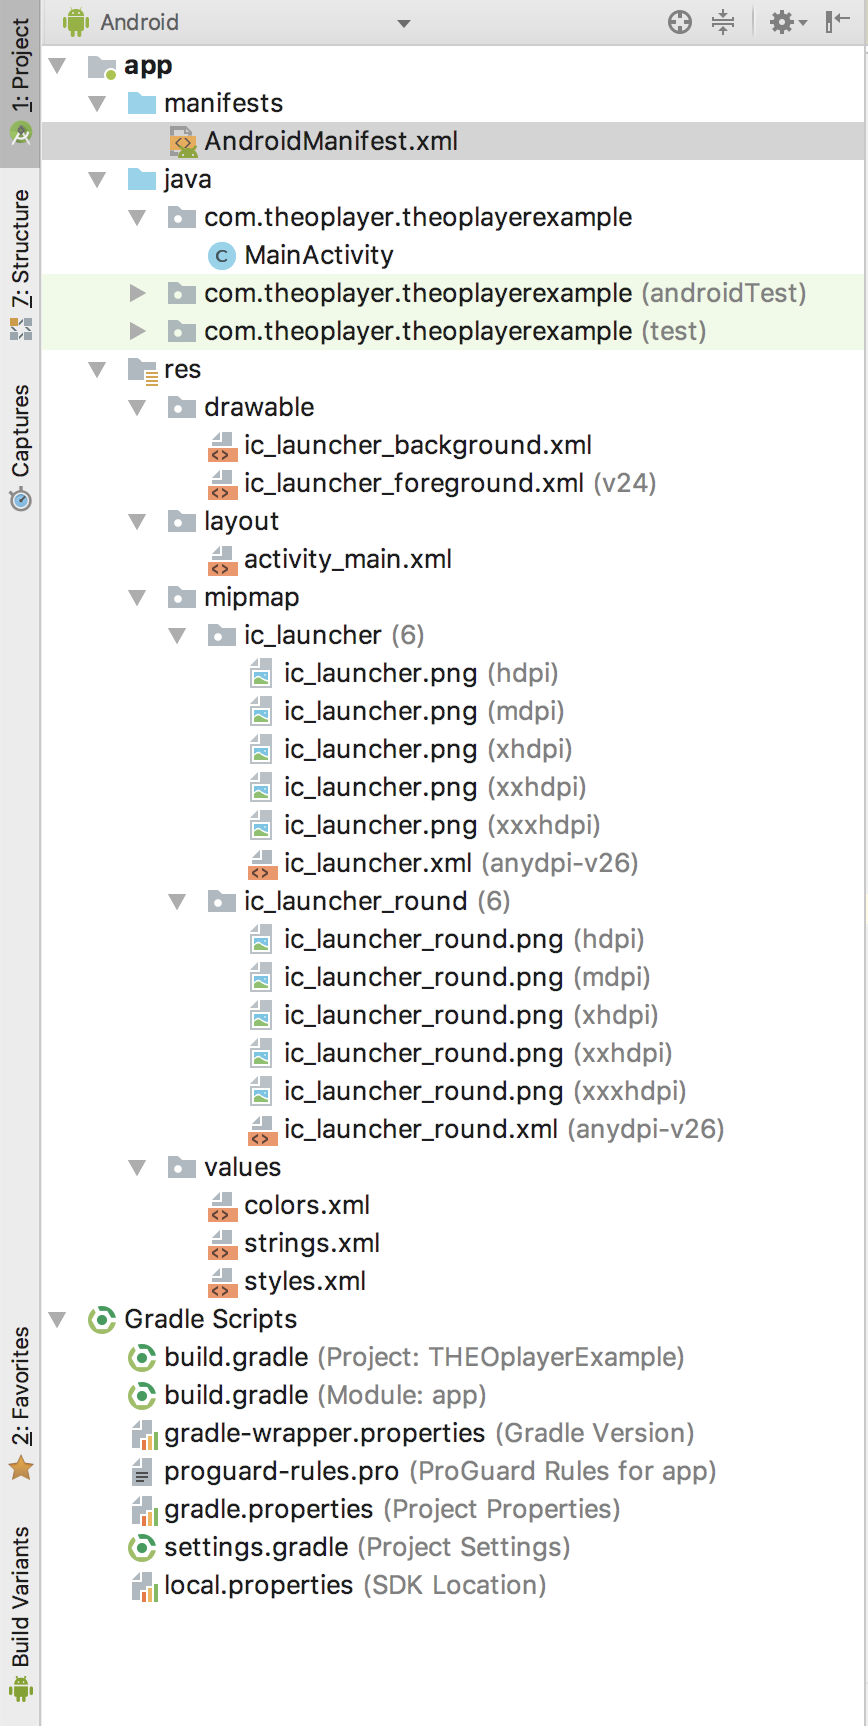 Android
1: Project
7: Structure
Captures
2: Favorites
Build Variants
app
manifests
AndroidManifest.xml
java
com.theoplayer.theoplayerexample
C MainActivity
com.theoplayer.theoplayerexample (androidTest)
com.theoplayer.theoplayerexample (test)
res
drawable
ic_launcher_background.xml
ic_launcher_foreground.xml (v24)
layout
activity_main.xml
mipmap
ic_launcher (6)
ic_launcher.png (hdpi)
ic_launcher.png (mdpi)
ic_launcher.png (xhdpi)
ic_launcher.png (xxhdpi)
ic_launcher.png (xxxhdpi)
ic_launcher.xml (anydpi-v26)
ic_launcher_round (6)
ic_launcher_round.png (hdpi)
ic_launcher_round.png (mdpi)
ic_launcher_round.png (xhdpi)
ic_launcher_round.png (xxhdpi)
ic_launcher_round.png (xxxhdpi)
ic_launcher_round.xml (anydpi-v26)
values
colors.xml
strings.xml
styles.xml
Gradle Scripts
build.gradle (Project: THEOplayerExample)
build.gradle (Module: app)
gradle-wrapper.properties (Gradle Version)
proguard-rules.pro (ProGuard Rules for app)
gradle.properties (Project Properties)
settings.gradle (Project Settings)
local.properties (SDK Location)